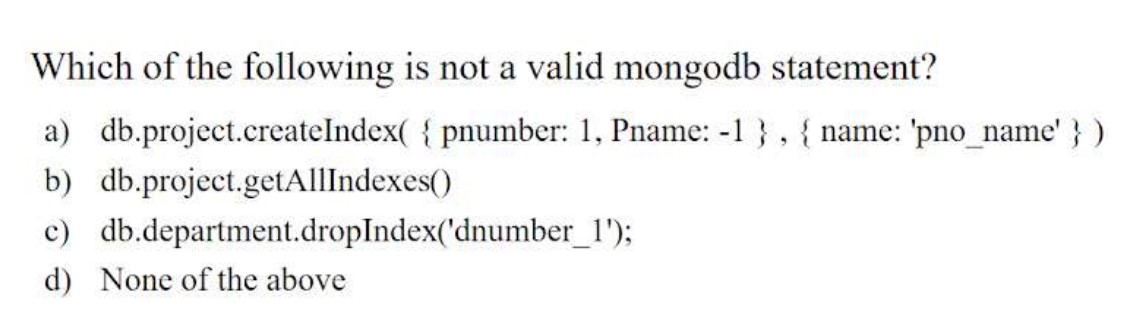 Which of the following is not a valid mongodb statement?
a) db.project.createIndex( { pnumber: 1, Pname: -1 } , { name: 'pno_name' } )
b) db.project.getAllIndexes()
c) db.department.dropIndex('dnumber_1');
d) None of the above